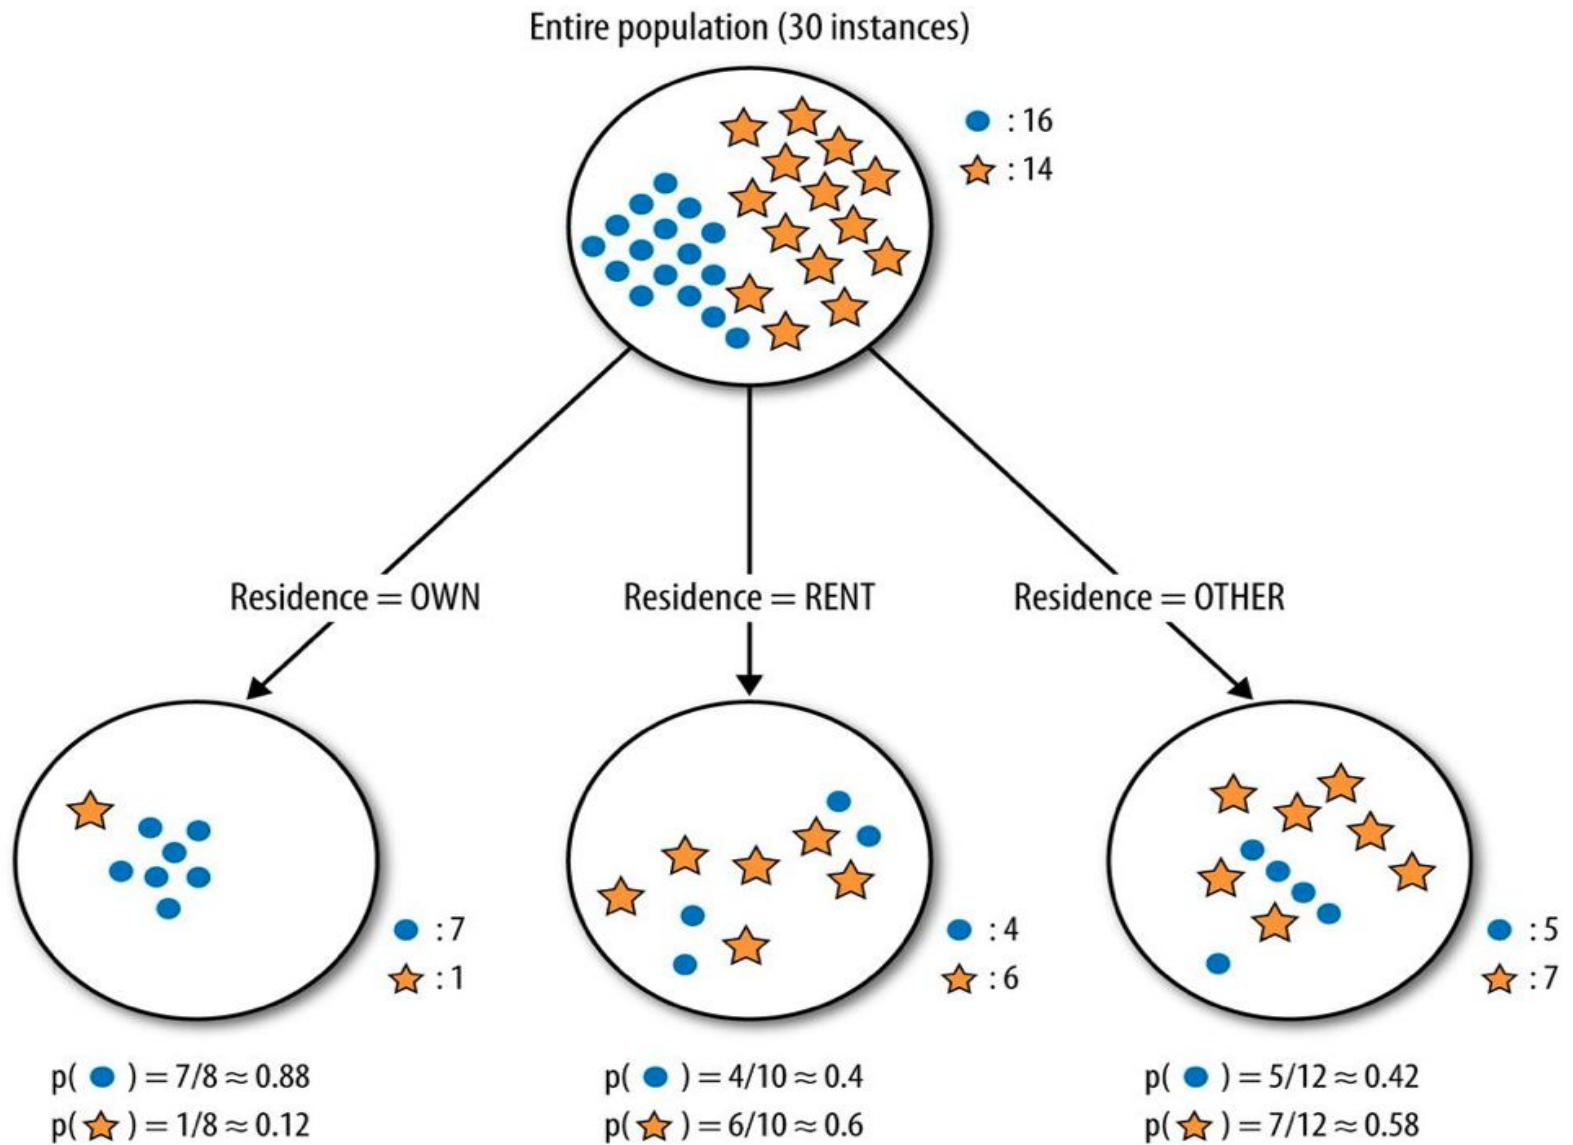 Entire population (30 instances)
: 16
: 14
Residence = OWN
Residence = RENT
Residence = OTHER
: 7
: 1
: 4
: 6
: 5
: 7
p( ) = 7/8 ≈ 0.88
p( ) = 1/8 ≈ 0.12
p( ) = 4/10 ≈ 0.4
p( ) = 6/10 ≈ 0.6
p( ) = 5/12 ≈ 0.42
p( ) = 7/12 ≈ 0.58